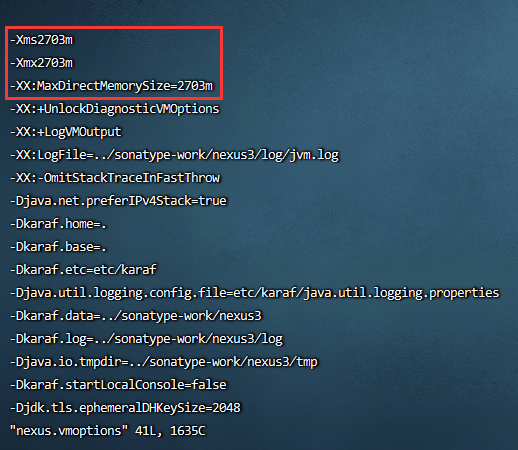 -Xms2703m
-Xmx2703m
-XX:MaxDirectMemorySize=2703m
-XX:+UnlockDiagnosticVMOptions
-XX:+LogVMOutput
-XX:LogFile=../sonatype-work/nexus3/log/jvm.log
-XX:-OmitStackTraceInFastThrow
-Djava.net.preferIPv4Stack=true
-Dkaraf.home=.
-Dkaraf.base=.
-Dkaraf.etc=etc/karaf
-Djava.util.logging.config.file=etc/karaf/java.util.logging.properties
-Dkaraf.data=../sonatype-work/nexus3
-Dkaraf.log=../sonatype-work/nexus3/log
-Djava.io.tmpdir=../sonatype-work/nexus3/tmp
-Dkaraf.startLocalConsole=false
-Djdk.tls.ephemeralDHKeySize=2048
"nexus.vmoptions" 41L, 1635C